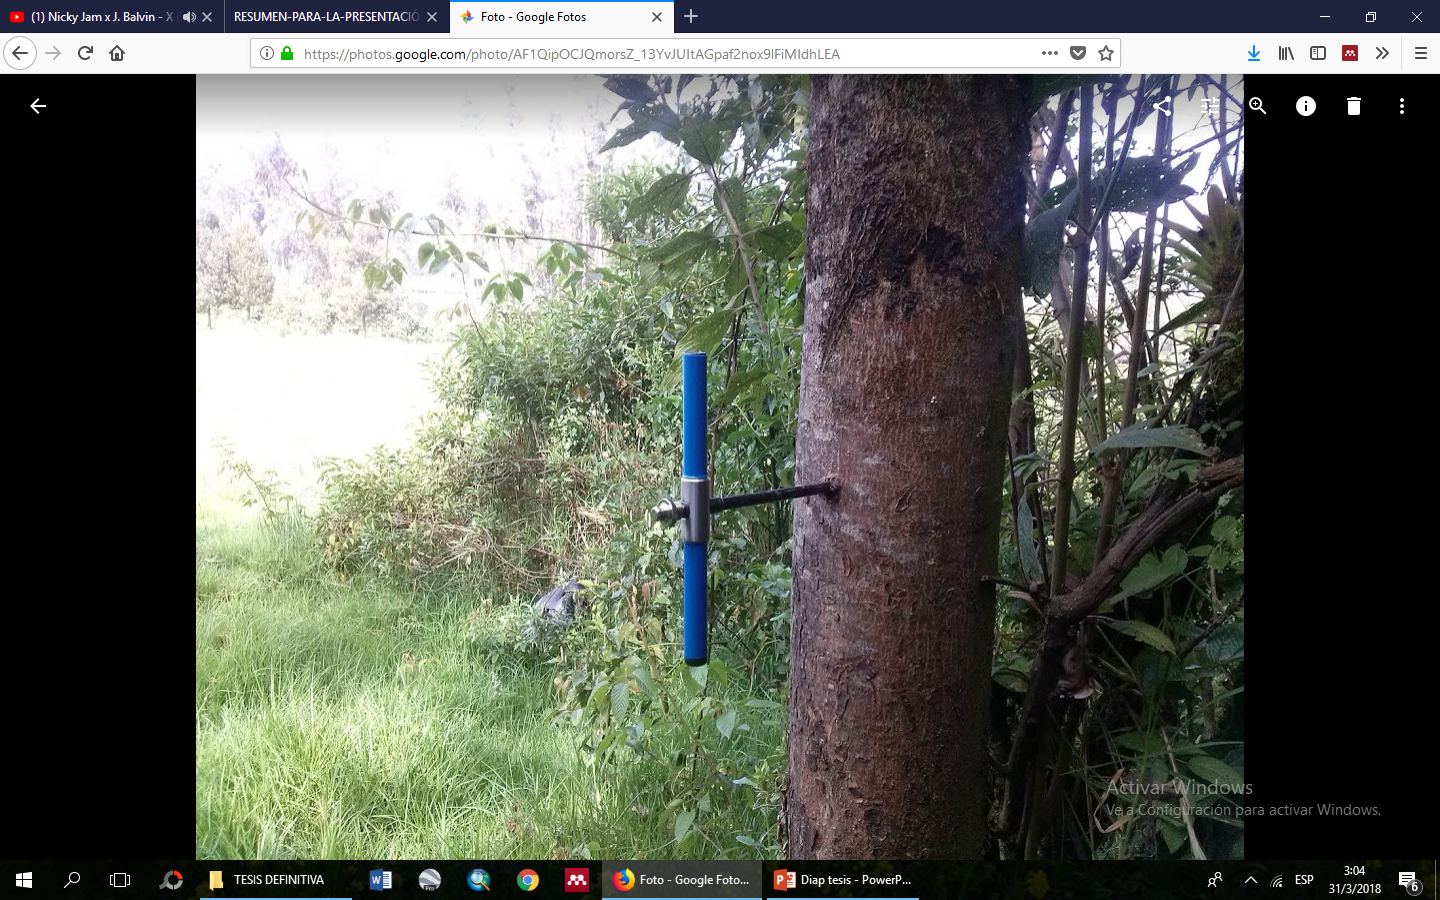 (1) Nicky Jam x J. Balvin - X
RESUMEN-PARA-LA-PRESENTACIÓ
Foto - Google Fotos
https://photos.google.com/photo/AF1QipOCJQmorsZ_13YvJUItAGpaf2nox9IFiMIdhLEA
Activar Windows
Ve a Configuración para activar Windows.
TESIS DEFINITIVA
Foto - Google Foto...
Diap tesis - PowerP...
ESP
3:04
31/3/2018
6